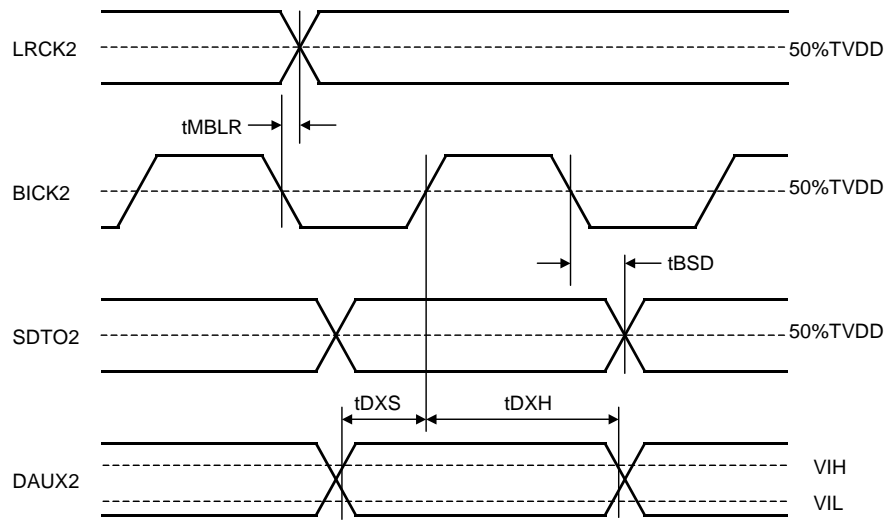 LRCK2
50%TVDD
tMBLR
BICK2
50%TVDD
tBSD
SDTO2
50%TVDD
tDXS
tDXH
DAUX2
VIH
VIL